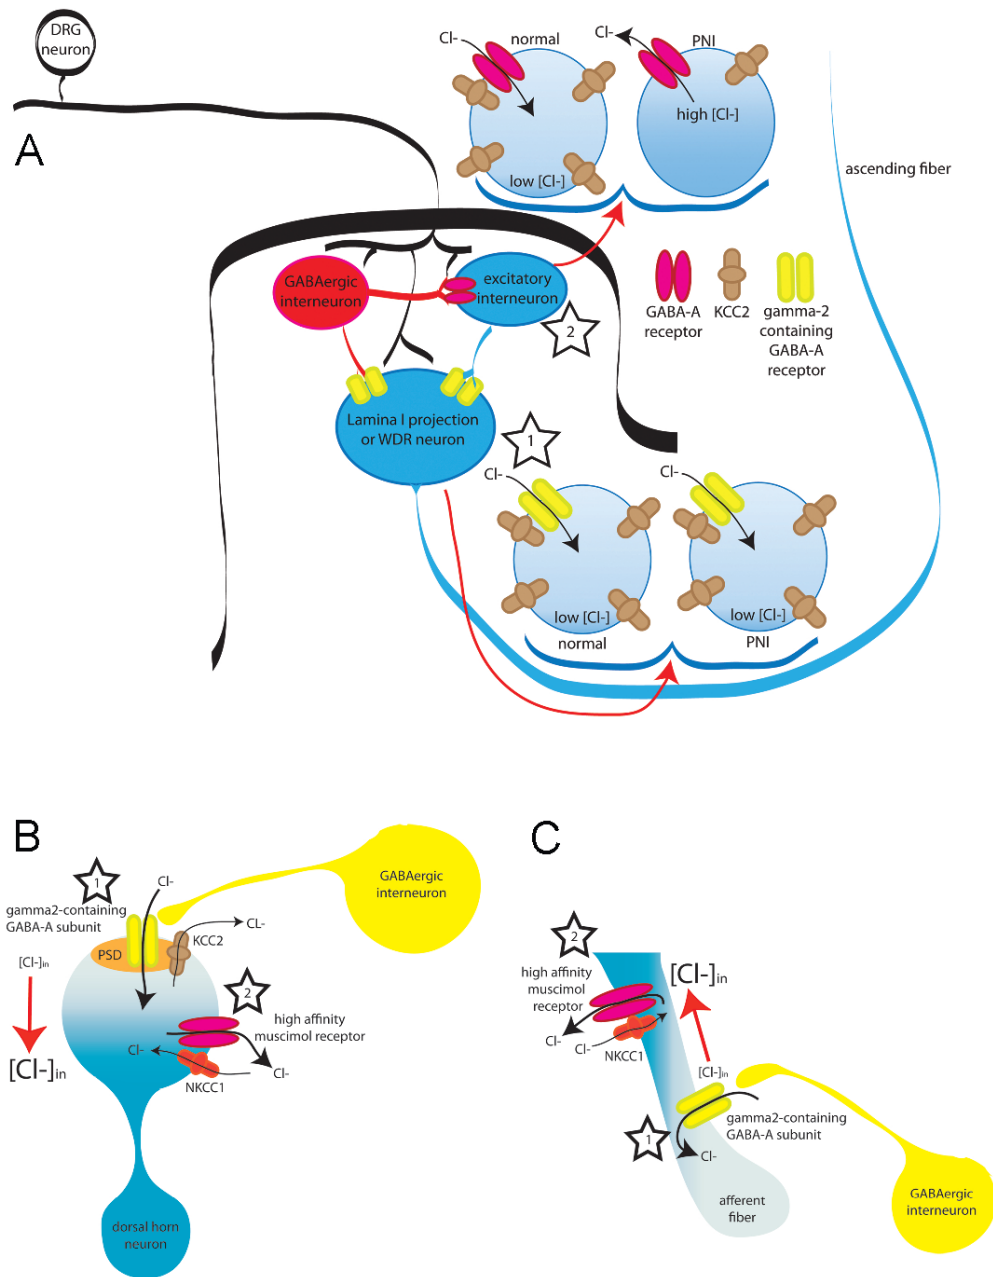 DRG
neuron
A
Cl-
normal
low [Cl-]
Cl-
PNI
high [Cl-]
ascending fiber
GABAergic
interneuron
excitatory
interneuron
2
GABA-A
receptor
KCC2
gamma-2
containing
GABA-A
receptor
Lamina I projection
or WDR neuron
1
Cl-
low [Cl-]
normal
Cl-
low [Cl-]
PNI
B
1
Cl-
gamma2-containing
GABA-A subunit
GABAergic
interneuron
CL-
KCC2
PSD
[Cl-]in
[Cl-]in
2
high affinity
muscimol receptor
Cl-
Cl-
NKCC1
dorsal horn
neuron
C
2
high affinity
muscimol
receptor
[Cl-]in
Cl-
Cl-
NKCC1
[Cl-]in
1
gamma2-containing
GABA-A subunit
Cl-
afferent
fiber
GABAergic
interneuron